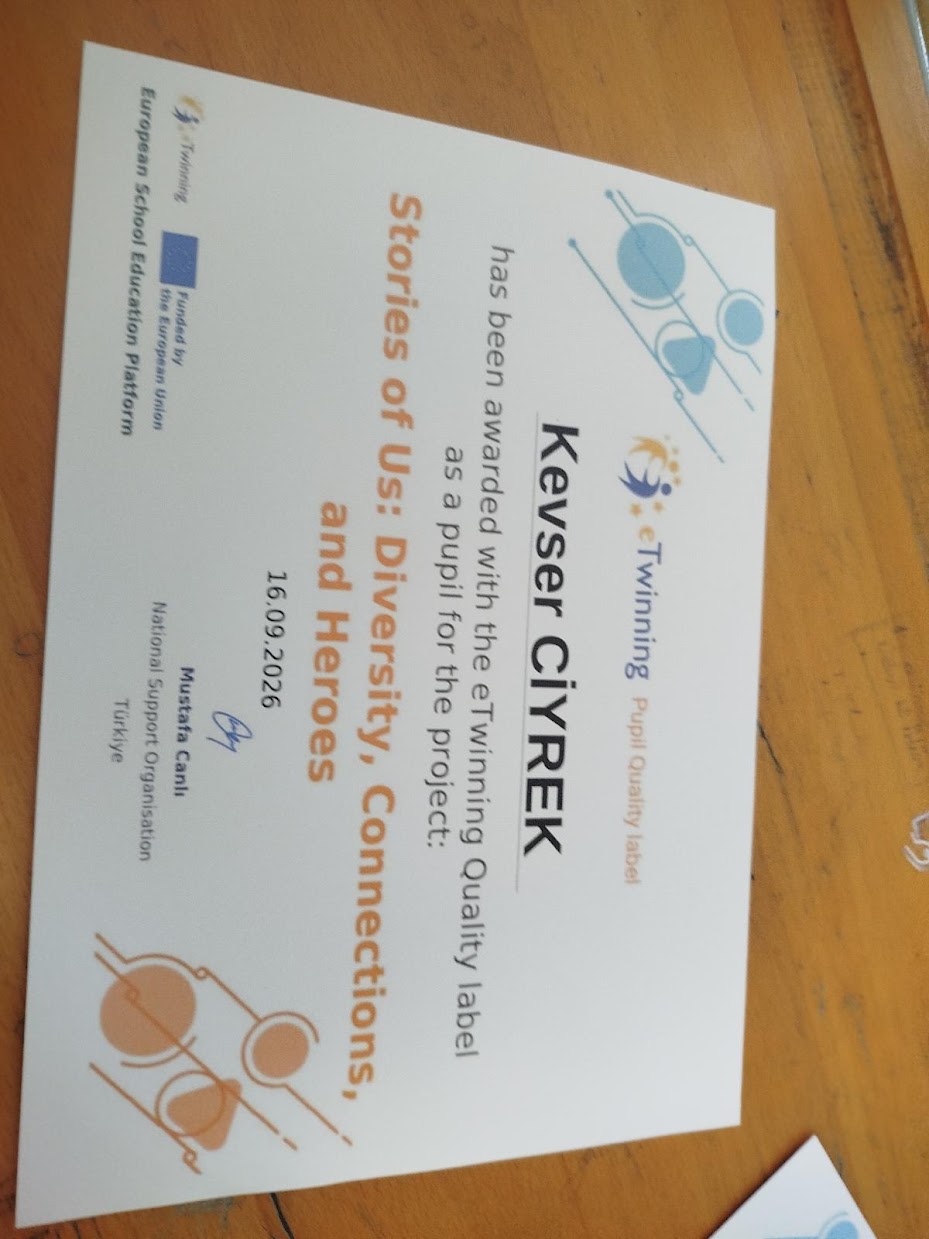 eTwinning Pupil Quality label
Kevser CİYREK
has been awarded with the eTwinning Quality label
as a pupil for the project:
Stories of Us: Diversity, Connections,
and Heroes
16.09.2026
Mustafa Canlı
National Support Organisation
Türkiye
eTwinning
Funded by
the European Union
European School Education Platform